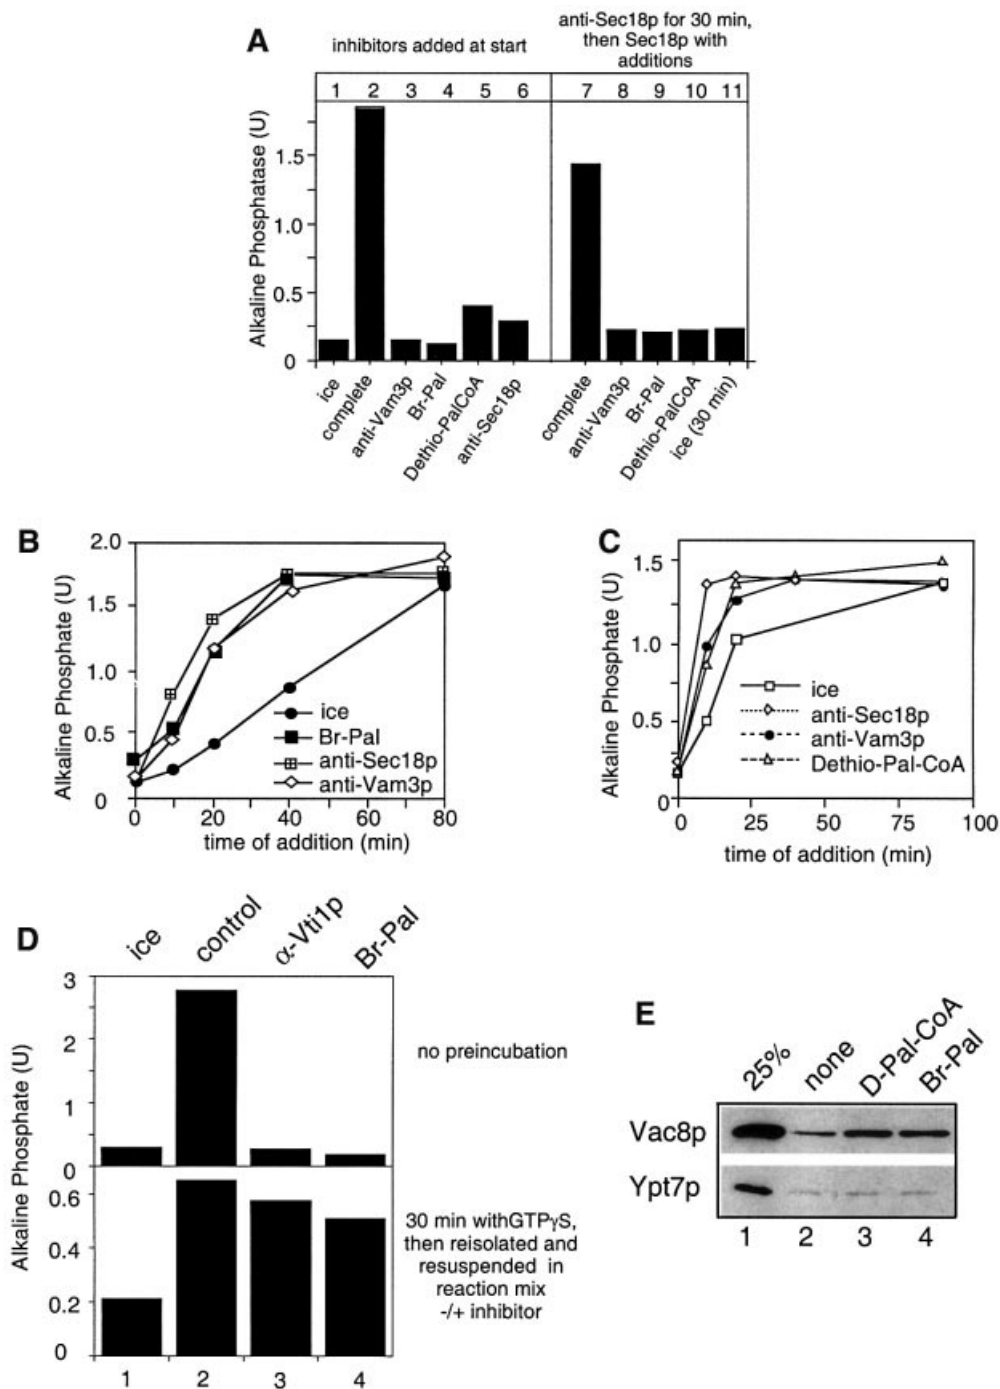 A
inhibitors added at start
anti-Sec18p for 30 min,
then Sec18p with
additions
1 2 3 4 5 6 7 8 9 10 11
Alkaline Phosphatase (U)
1.5
1.0
0.5
0
ice
complete
anti-Vam3p
Br-Pal
Dethio-PalCoA
anti-Sec18p
complete
anti-Vam3p
Br-Pal
Dethio-PalCoA
ice (30 min)
B
Alkaline Phosphate (U)
2.0
1.5
1.0
0.5
0
ice
Br-Pal
anti-Sec18p
anti-Vam3p
0 20 40 60 80
time of addition (min)
C
Alkaline Phosphate (U)
1.5
1.0
0.5
0
ice
anti-Sec18p
anti-Vam3p
Dethio-Pal-CoA
0 25 50 75 100
time of addition (min)
D
ice
control
α-Vti1p
Br-Pal
Alkaline Phosphate (U)
3
2
1
0
no preincubation
0.6
0.4
0.2
0
30 min withGTPγS,
then reisolated and
resuspended in
reaction mix
-/+ inhibitor
1 2 3 4
E
25%
none
D-Pal-CoA
Br-Pal
Vac8p
Ypt7p
1 2 3 4